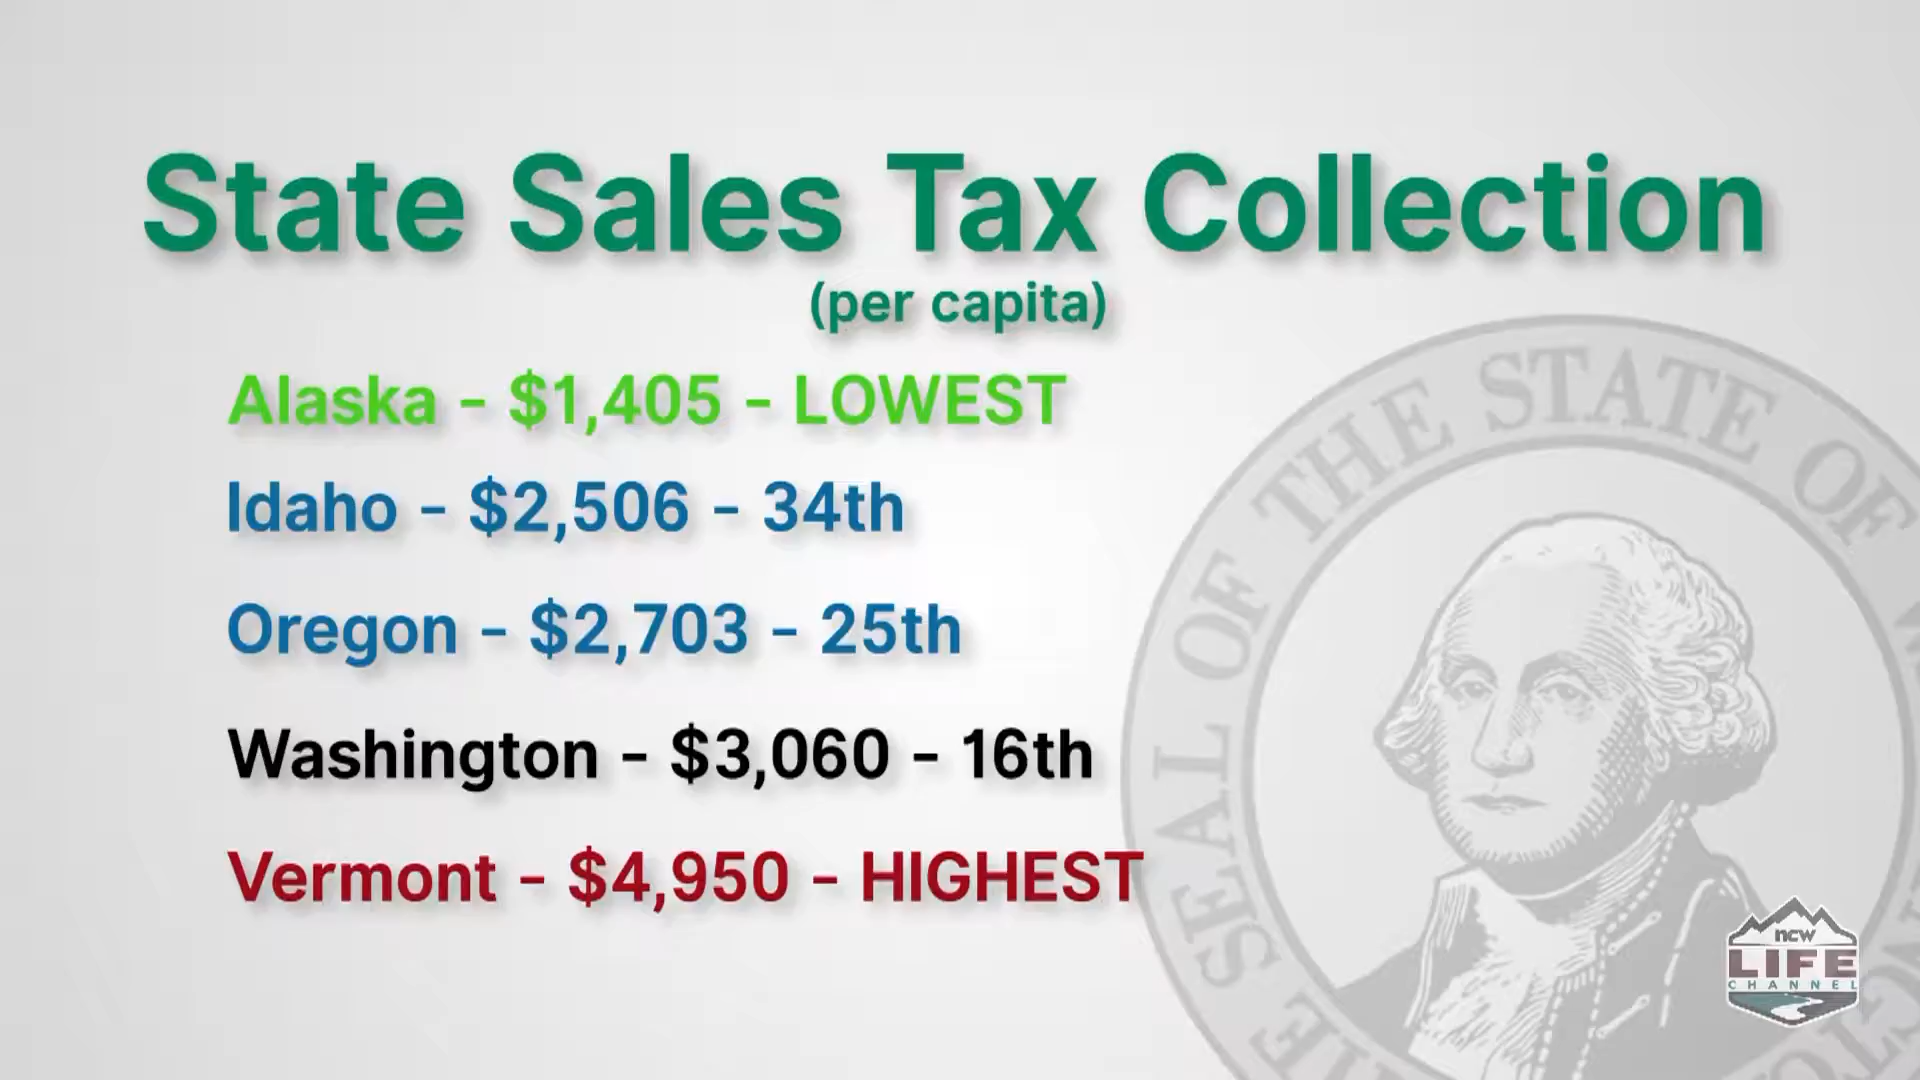 State Sales Tax Collection
(per capita)
Alaska - $1,405 - LOWEST
Idaho - $2,506 - 34th
Oregon - $2,703 - 25th
Washington - $3,060 - 16th
Vermont - $4,950 - HIGHEST
SEAL OF THE STATE OF
ncw
LIFE
CHANNEL